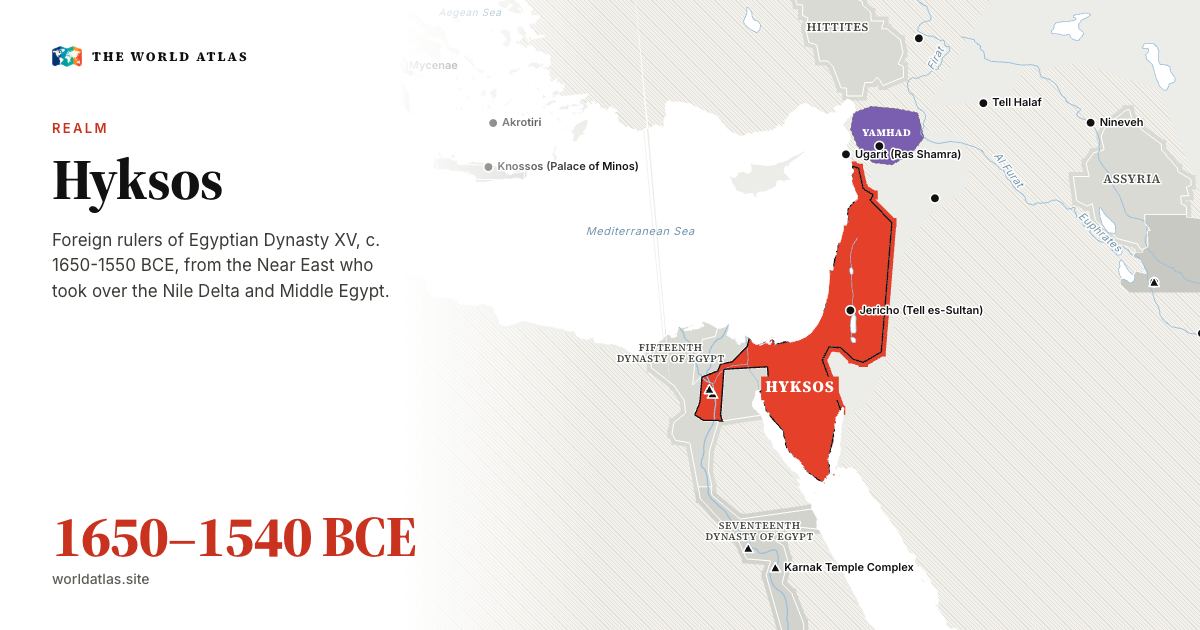 THE WORLD ATLAS
REALM
Hyksos
Foreign rulers of Egyptian Dynasty XV, c.
1650-1550 BCE, from the Near East who
took over the Nile Delta and Middle Egypt.
1650–1540 BCE
worldatlas.site
Aegean Sea
HITTITES
Mycenae
Firat
Tell Halaf
Akrotiri
Nineveh
YAMHAD
Ugarit (Ras Shamra)
Knossos (Palace of Minos)
Al Furat
ASSYRIA
Mediterranean Sea
Euphrates
Jericho (Tell es-Sultan)
FIFTEENTH
DYNASTY OF EGYPT
HYKSOS
SEVENTEENTH
DYNASTY OF EGYPT
Karnak Temple Complex